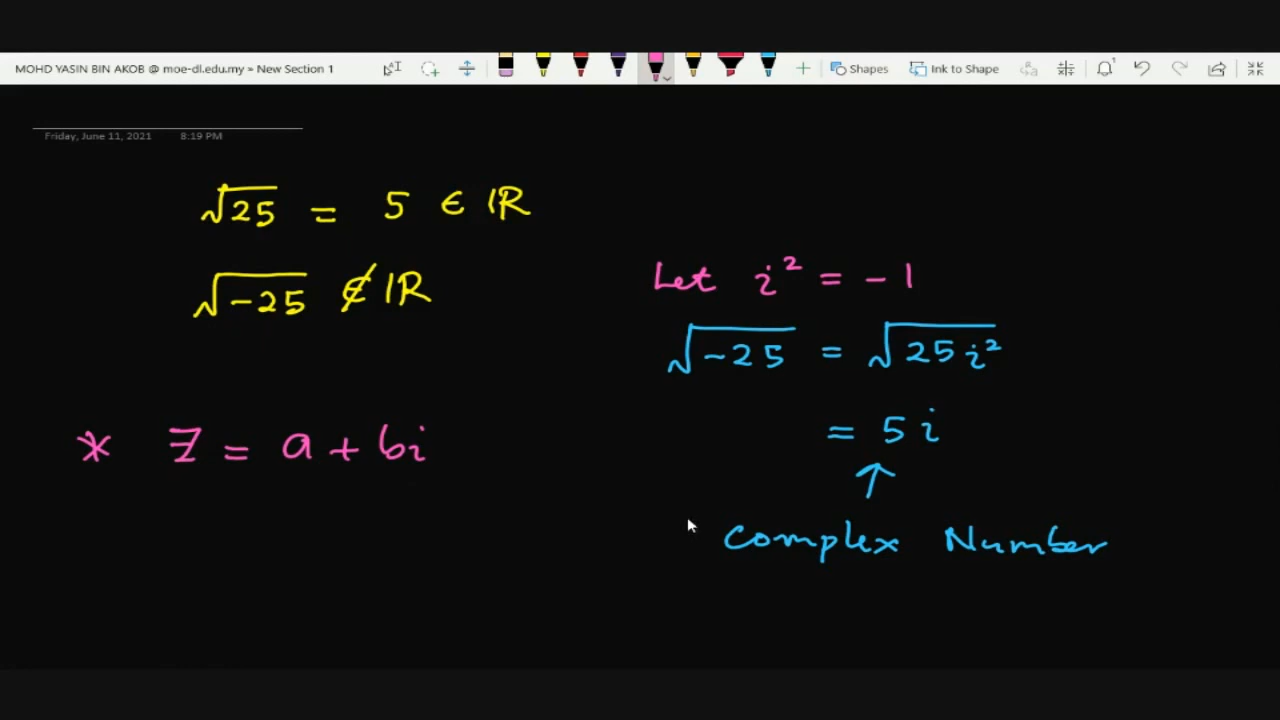 MOHD YASIN BIN AKOB @ moe-dl.edu.my » New Section 1
Shapes
Ink to Shape
Friday, June 11, 2021 8:19 PM
√25 = 5 ∈ ℝ
√-25 ∉ ℝ
Let i² = -1
√-25 = √25i²
= 5i
↑
Complex Number
* Z = a + bi